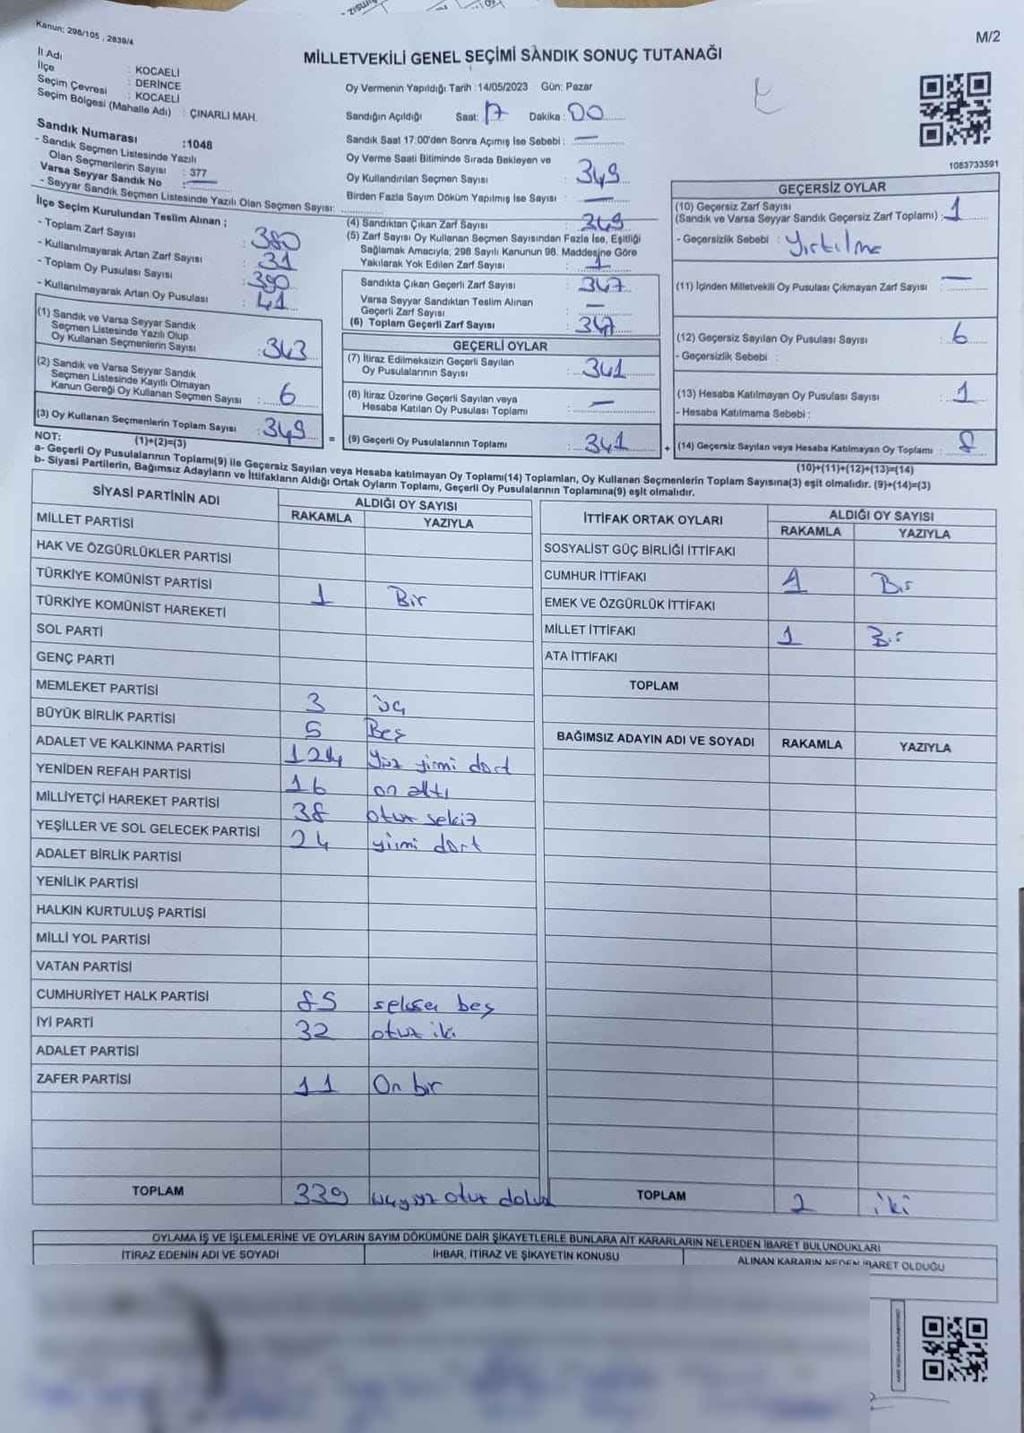 Kanun: 298/105 , 2839/4
M/2
MİLLETVEKİLİ GENEL SEÇİMİ SANDIK SONUÇ TUTANAĞI
İl Adı : KOCAELİ
İlçe : DERİNCE
Seçim Çevresi : KOCAELİ
Seçim Bölgesi (Mahalle Adı) : ÇINARLI MAH.
Sandık Numarası :1048
- Sandık Seçmen Listesinde Yazılı
Olan Seçmenlerin Sayısı : 377
Varsa Seyyar Sandık No : —
- Seyyar Sandık Seçmen Listesinde Yazılı Olan Seçmen Sayısı:
Oy Vermenin Yapıldığı Tarih :14/05/2023 Gün: Pazar
Sandığın Açıldığı Saat: 17 Dakika : 00
Sandık Saat 17:00'den Sonra Açımış İse Sebebi : —
Oy Verme Saati Bitiminde Sırada Bekleyen ve
Oy Kullandırılan Seçmen Sayısı : 349
Birden Fazla Sayım Döküm Yapılmış İse Sayısı : —
1083733591
İlçe Seçim Kurulundan Teslim Alınan ;
- Toplam Zarf Sayısı : 380
- Kullanılmayarak Artan Zarf Sayısı : 31
- Toplam Oy Pusulası Sayısı : 390
- Kullanılmayarak Artan Oy Pusulası : 41
(1) Sandık ve Varsa Seyyar Sandık
Seçmen Listesinde Yazılı Olup
Oy Kullanan Seçmenlerin Sayısı : 343
(2) Sandık ve Varsa Seyyar Sandık
Seçmen Listesinde Kayıtlı Olmayan
Kanun Gereği Oy Kullanan Seçmen Sayısı : 6
(3) Oy Kullanan Seçmenlerin Toplam Sayısı : 349
(1)+(2)=(3)
=
(4) Sandıktan Çıkan Zarf Sayısı : 349
(5) Zarf Sayısı Oy Kullanan Seçmen Sayısından Fazla İse, Eşitliği
Sağlamak Amacıyla, 298 Sayılı Kanunun 98. Maddesine Göre
Yakılarak Yok Edilen Zarf Sayısı : 1
Sandıkta Çıkan Geçerli Zarf Sayısı : 347
Varsa Seyyar Sandıktan Teslim Alınan
Geçerli Zarf Sayısı : —
(6) Toplam Geçerli Zarf Sayısı : 347
GEÇERLİ OYLAR
(7) İtiraz Edilmeksizin Geçerli Sayılan
Oy Pusulalarının Sayısı : 341
(8) İtiraz Üzerine Geçerli Sayılan veya
Hesaba Katılan Oy Pusulası Toplamı : —
(9) Geçerli Oy Pusulalarının Toplamı : 341
+
GEÇERSİZ OYLAR
(10) Geçersiz Zarf Sayısı
(Sandık ve Varsa Seyyar Sandık Geçersiz Zarf Toplamı) : 1
- Geçersizlik Sebebi : Yırtılma
(11) İçinden Milletvekili Oy Pusulası Çıkmayan Zarf Sayısı : —
(12) Geçersiz Sayılan Oy Pusulası Sayısı : 6
- Geçersizlik Sebebi :
(13) Hesaba Katılmayan Oy Pusulası Sayısı : 1
- Hesaba Katılmama Sebebi :
(14) Geçersiz Sayılan veya Hesaba Katılmayan Oy Toplamı : 8
(10)+(11)+(12)+(13)=(14)
NOT:
a- Geçerli Oy Pusulalarının Toplamı(9) ile Geçersiz Sayılan veya Hesaba katılmayan Oy Toplamı(14) Toplamları, Oy Kullanan Seçmenlerin Toplam Sayısına(3) eşit olmalıdır. (9)+(14)=(3)
b- Siyasi Partilerin, Bağımsız Adayların ve İttifakların Aldığı Ortak Oyların Toplamı, Geçerli Oy Pusulalarının Toplamına(9) eşit olmalıdır.
SİYASİ PARTİNİN ADI ALDIĞI OY SAYISI
RAKAMLA YAZIYLA
MİLLET PARTİSİ
HAK VE ÖZGÜRLÜKLER PARTİSİ
TÜRKİYE KOMÜNİST PARTİSİ 1 Bir
TÜRKİYE KOMÜNİST HAREKETİ
SOL PARTİ
GENÇ PARTİ
MEMLEKET PARTİSİ 3 üç
BÜYÜK BİRLİK PARTİSİ 5 Beş
ADALET VE KALKINMA PARTİSİ 124 Yüz yirmi dört
YENİDEN REFAH PARTİSİ 16 on altı
MİLLİYETÇİ HAREKET PARTİSİ 38 otuz sekiz
YEŞİLLER VE SOL GELECEK PARTİSİ 24 yirmi dört
ADALET BİRLİK PARTİSİ
YENİLİK PARTİSİ
HALKIN KURTULUŞ PARTİSİ
MİLLİ YOL PARTİSİ
VATAN PARTİSİ
CUMHURİYET HALK PARTİSİ 85 seksen beş
İYİ PARTİ 32 otuz iki
ADALET PARTİSİ
ZAFER PARTİSİ 11 On bir
TOPLAM 339 üçyüz otuz dokuz
İTTİFAK ORTAK OYLARI ALDIĞI OY SAYISI
RAKAMLA YAZIYLA
SOSYALİST GÜÇ BİRLİĞİ İTTİFAKI
CUMHUR İTTİFAKI 1 Bir
EMEK VE ÖZGÜRLÜK İTTİFAKI
MİLLET İTTİFAKI 1 Bir
ATA İTTİFAKI
TOPLAM
BAĞIMSIZ ADAYIN ADI VE SOYADI RAKAMLA YAZIYLA
TOPLAM 2 iki
OYLAMA İŞ VE İŞLEMLERİNE VE OYLARIN SAYIM DÖKÜMÜNE DAİR ŞİKAYETLERLE BUNLARA AİT KARARLARIN NELERDEN İBARET BULUNDUKLARI
İTİRAZ EDENİN ADI VE SOYADI İHBAR, İTİRAZ VE ŞİKAYETİN KONUSU ALINAN KARARIN NEDEN İBARET OLDUĞU